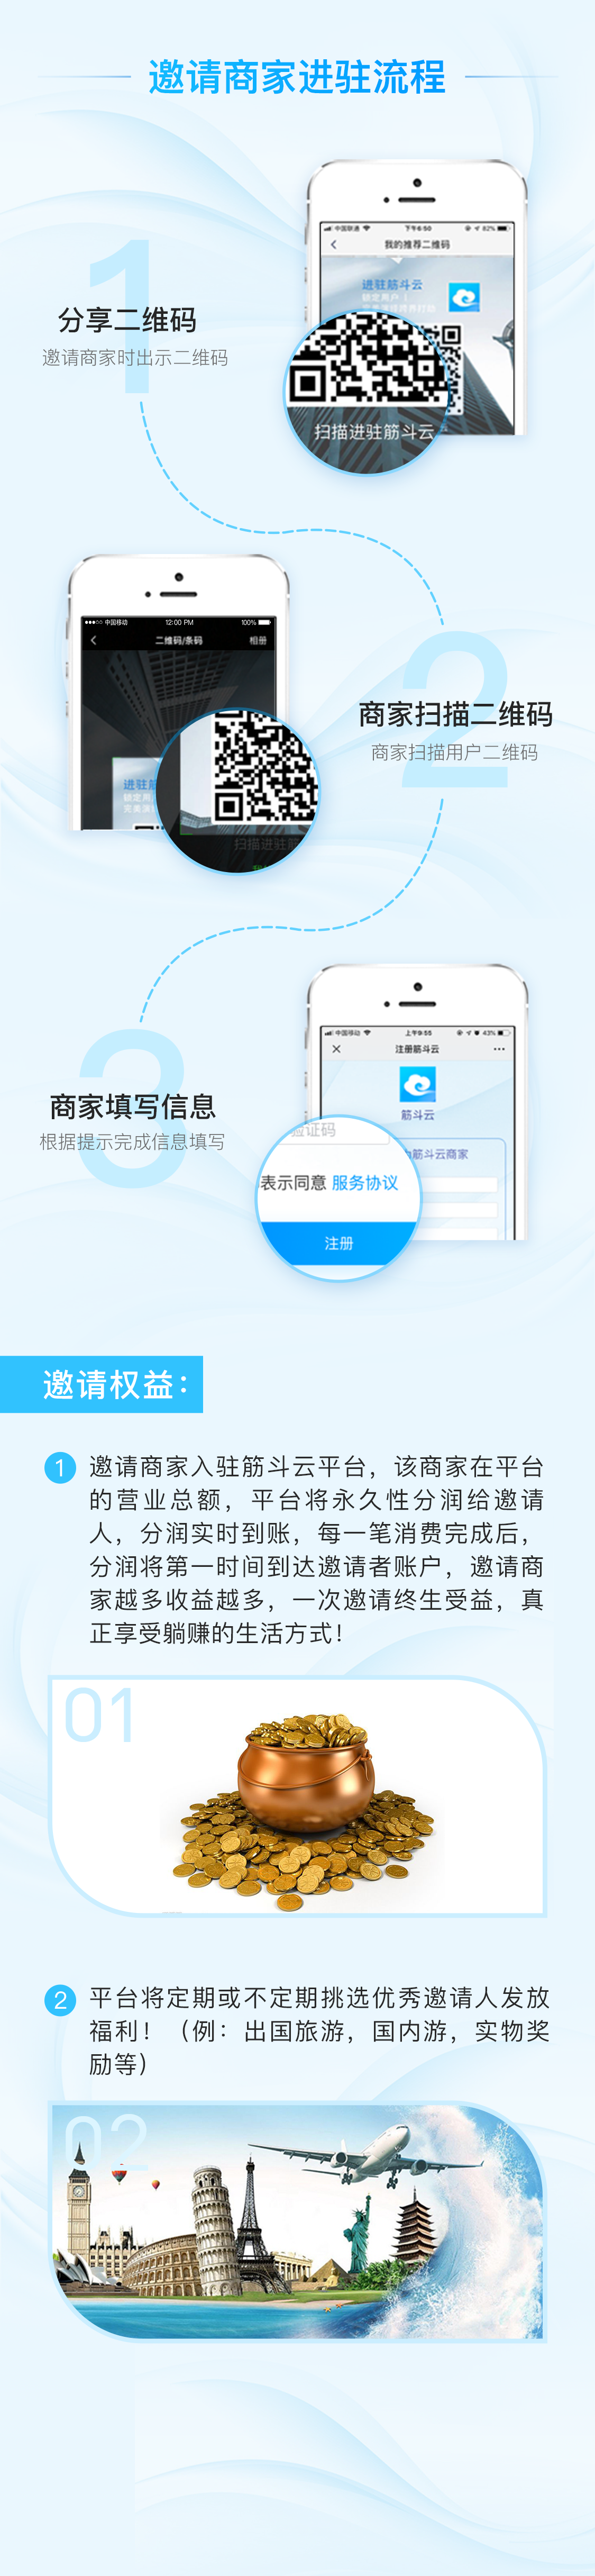 邀请商家进驻流程
中国联通 下午6:50 82%
我的推荐二维码
进驻筋斗云
扫描进驻筋斗云
1
分享二维码
邀请商家时出示二维码
中国移动 12:00 PM 100%
二维码/条码 相册
进驻筋
锁定用
完美演
扫描进驻筋
2
商家扫描二维码
商家扫描用户二维码
中国移动 上午9:55 43%
注册筋斗云
筋斗云
筋斗云商家
验证码
表示同意 服务协议
注册
3
商家填写信息
根据提示完成信息填写
邀请权益：
1 邀请商家入驻筋斗云平台，该商家在平台
的营业总额，平台将永久性分润给邀请
人，分润实时到账，每一笔消费完成后，
分润将第一时间到达邀请者账户，邀请商
家越多收益越多，一次邀请终生受益，真
正享受躺赚的生活方式！
01
2 平台将定期或不定期挑选优秀邀请人发放
福利！（例：出国旅游，国内游，实物奖
励等）
02